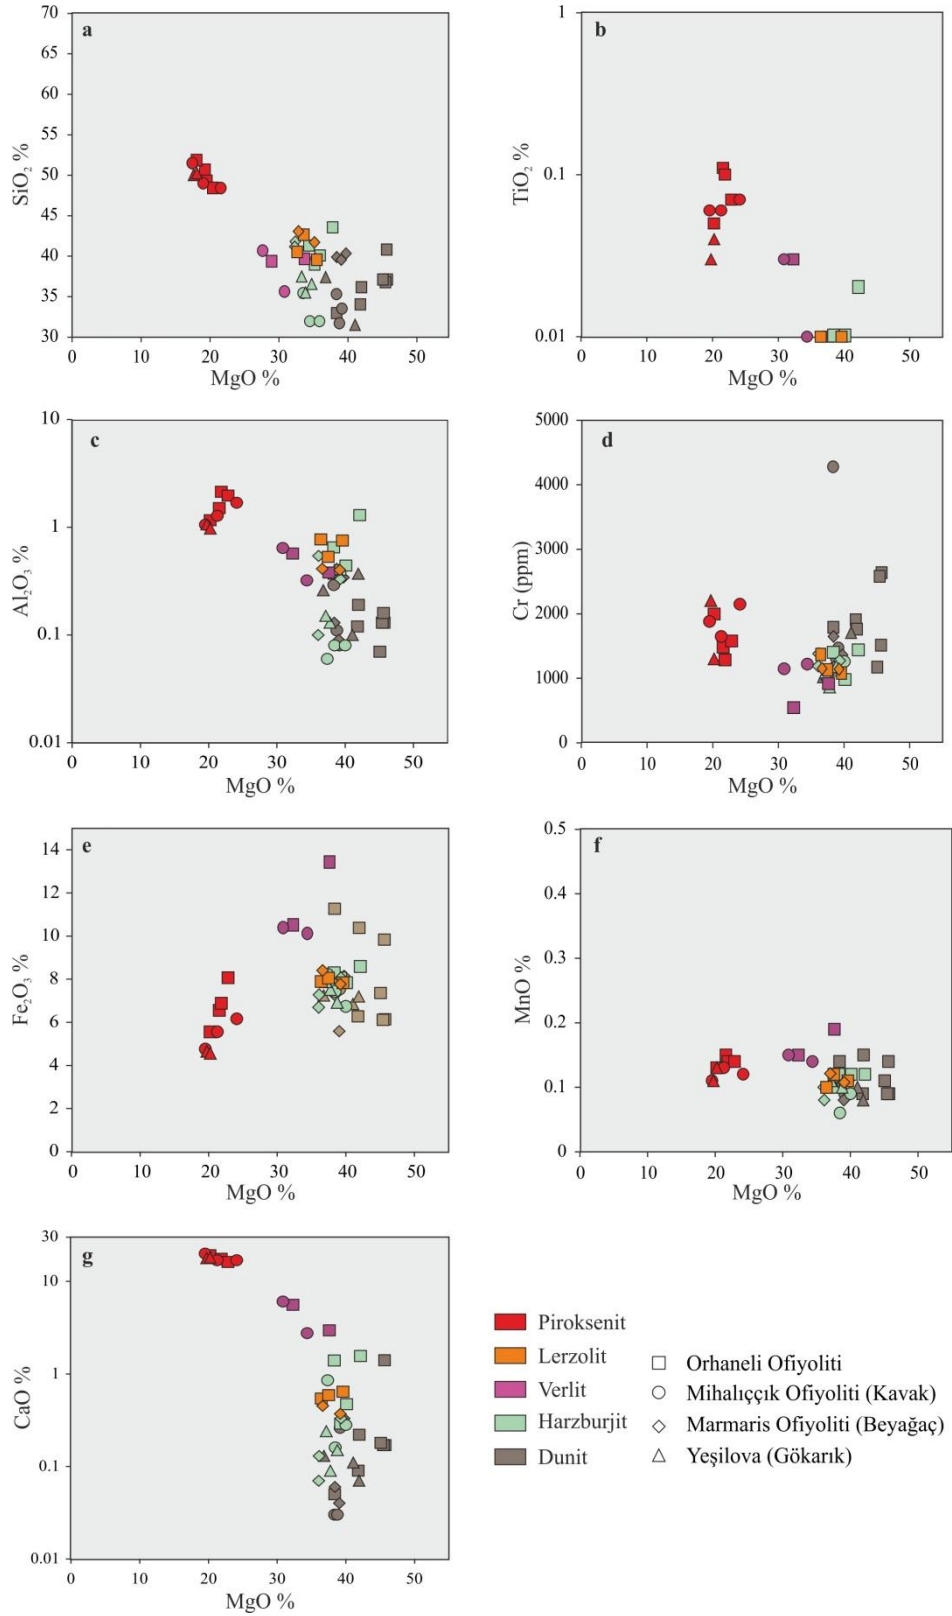 a
70
65
60
55
50
45
40
35
30
SiO₂ %
0
10
20
30
40
50
MgO %
b
1
0.1
0.01
TiO₂ %
0
10
20
30
40
50
MgO %
c
10
1
0.1
0.01
Al₂O₃ %
0
10
20
30
40
50
MgO %
d
5000
4000
3000
2000
1000
0
Cr (ppm)
0
10
20
30
40
50
MgO %
e
14
12
10
8
6
4
2
0
Fe₂O₃ %
0
10
20
30
40
50
MgO %
f
0.5
0.4
0.3
0.2
0.1
0
MnO %
0
10
20
30
40
50
MgO %
g
30
10
1
0.1
0.01
CaO %
0
10
20
30
40
50
MgO %
Piroksenit
Lerzolit
Verlit
Harzburjit
Dunit
Orhaneli Ofiyoliti
Mihalıççık Ofiyoliti (Kavak)
Marmaris Ofiyoliti (Beyağaç)
Yeşilova (Gökarık)